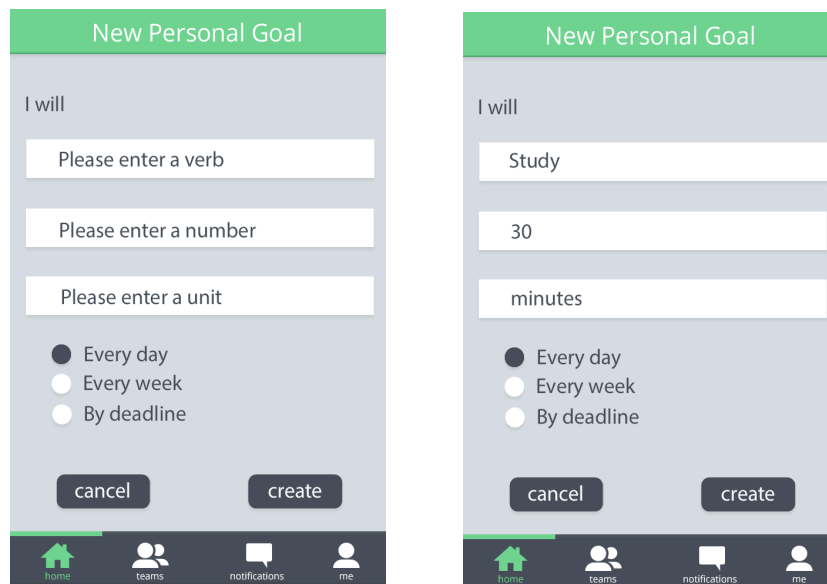 New Personal Goal
I will
Please enter a verb
Please enter a number
Please enter a unit
Every day
Every week
By deadline
cancel create
home teams notifications me
New Personal Goal
I will
Study
30
minutes
Every day
Every week
By deadline
cancel create
home teams notifications me